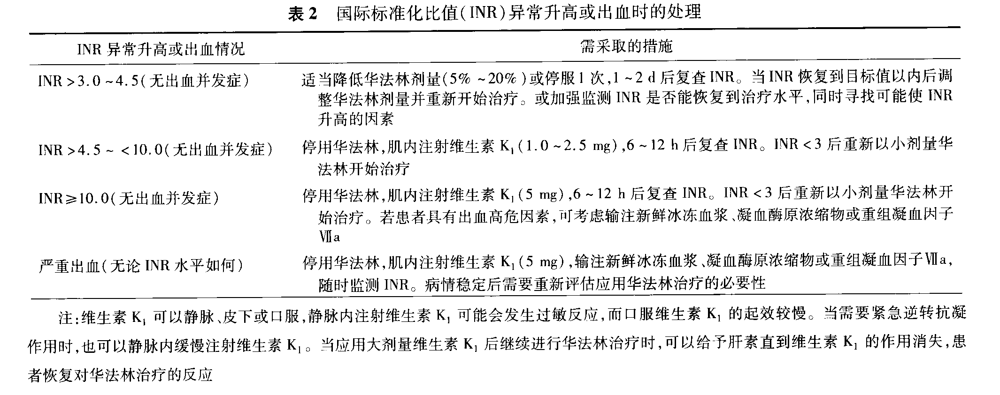 表 2 国际标准化比值(INR)异常升高或出血时的处理
INR 异常升高或出血情况 需采取的措施
INR>3.0~4.5(无出血并发症) 适当降低华法林剂量(5%~20%)或停服1次,1~2 d后复查INR。当INR恢复到目标值以内后调
整华法林剂量并重新开始治疗。或加强监测 INR 是否能恢复到治疗水平,同时寻找可能使 INR
升高的因素
INR>4.5~<10.0(无出血并发症) 停用华法林,肌内注射维生素 K₁(1.0~2.5 mg),6~12 h后复查 INR。INR<3后重新以小剂量华
法林开始治疗
INR≥10.0(无出血并发症) 停用华法林,肌内注射维生素 K₁(5 mg),6~12 h 后复查 INR。INR<3 后重新以小剂量华法林开
始治疗。若患者具有出血高危因素,可考虑输注新鲜冰冻血浆、凝血酶原浓缩物或重组凝血因子
Ⅶa
严重出血(无论 INR 水平如何) 停用华法林,肌内注射维生素 K₁(5 mg),输注新鲜冰冻血浆、凝血酶原浓缩物或重组凝血因子Ⅶa,
随时监测 INR。病情稳定后需要重新评估应用华法林治疗的必要性
注:维生素 K₁ 可以静脉、皮下或口服,静脉内注射维生素 K₁ 可能会发生过敏反应,而口服维生素 K₁ 的起效较慢。当需要紧急逆转抗凝
作用时,也可以静脉内缓慢注射维生素 K₁。当应用大剂量维生素 K₁ 后继续进行华法林治疗时,可以给予肝素直到维生素 K₁ 的作用消失,患
者恢复对华法林治疗的反应